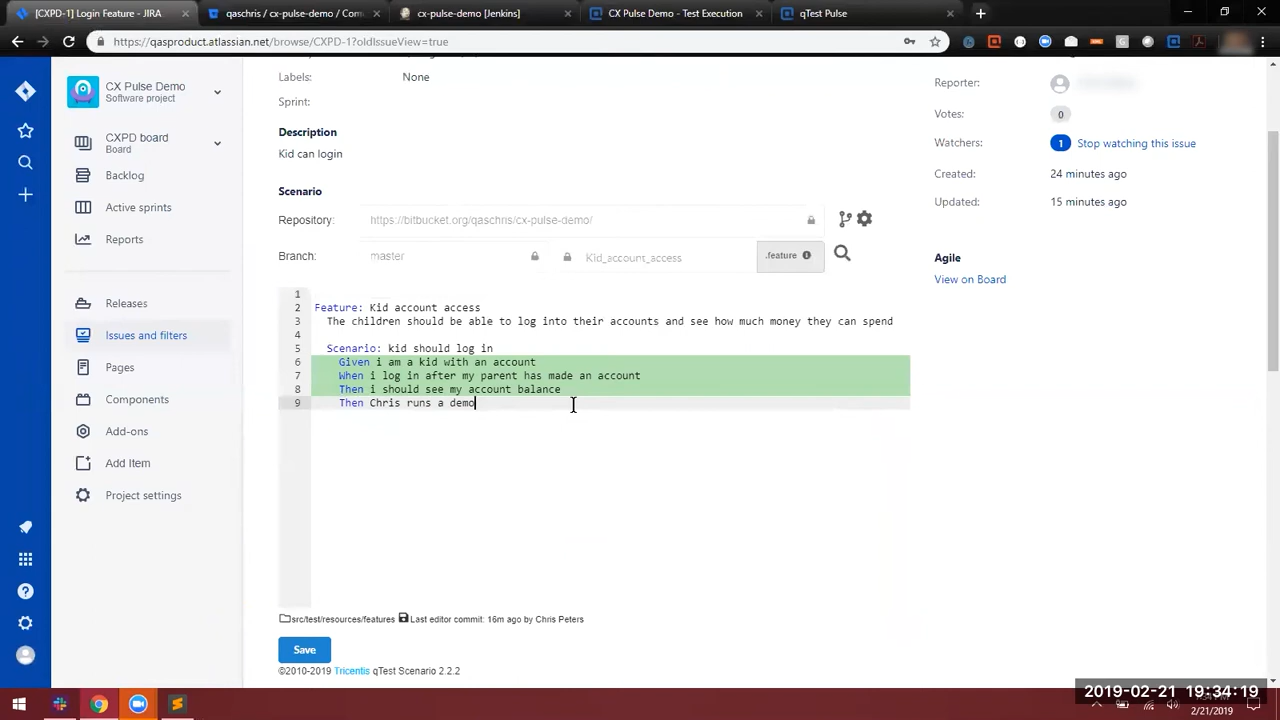 [CXPD-1] Login Feature - JIRA
qaschris / cx-pulse-demo / Com
cx-pulse-demo [Jenkins]
CX Pulse Demo - Test Execution
qTest Pulse
https://qasproduct.atlassian.net/browse/CXPD-1?oldIssueView=true
CX Pulse Demo
Software project
CXPD board
Board
Backlog
Active sprints
Reports
Releases
Issues and filters
Pages
Components
Add-ons
Add Item
Project settings
Labels: None
Sprint:
Description
Kid can login
Scenario
Repository: https://bitbucket.org/qaschris/cx-pulse-demo/
Branch: master Kid_account_access .feature
1
2 Feature: Kid account access
3 The children should be able to log into their accounts and see how much money they can spend
4
5 Scenario: kid should log in
6 Given i am a kid with an account
7 When i log in after my parent has made an account
8 Then i should see my account balance
9 Then Chris runs a demo
src/test/resources/features Last editor commit: 16m ago by Chris Peters
Save
©2010-2019 Tricentis qTest Scenario 2.2.2
Reporter:
Votes: 0
Watchers: 1 Stop watching this issue
Created: 24 minutes ago
Updated: 15 minutes ago
Agile
View on Board
2019-02-21 19:34:19
2/21/2019